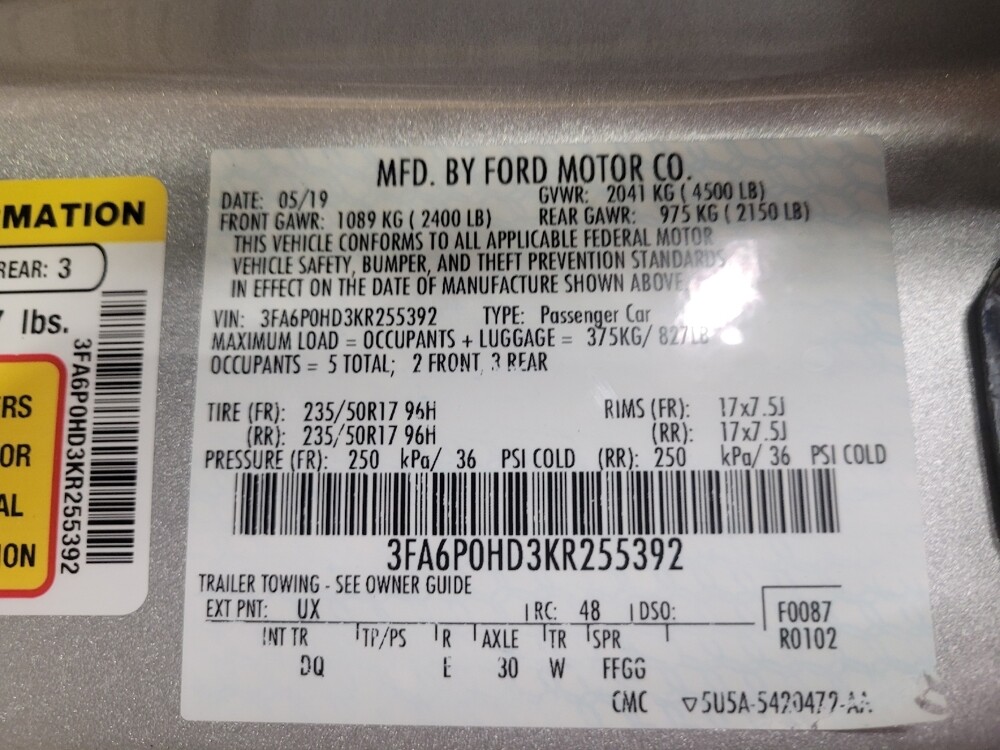 MFD. BY FORD MOTOR CO.
DATE: 05/19 GVWR: 2041 KG ( 4500 LB)
FRONT GAWR: 1089 KG ( 2400 LB) REAR GAWR: 975 KG ( 2150 LB)
THIS VEHICLE CONFORMS TO ALL APPLICABLE FEDERAL MOTOR
VEHICLE SAFETY, BUMPER, AND THEFT PREVENTION STANDARDS
IN EFFECT ON THE DATE OF MANUFACTURE SHOWN ABOVE.
VIN: 3FA6P0HD3KR255392 TYPE: Passenger Car
MAXIMUM LOAD = OCCUPANTS + LUGGAGE = 375KG/ 827LB
OCCUPANTS = 5 TOTAL; 2 FRONT, 3 REAR
TIRE (FR): 235/50R17 96H RIMS (FR): 17x7.5J
(RR): 235/50R17 96H (RR): 17x7.5J
PRESSURE (FR): 250 kPa/ 36 PSI COLD (RR): 250 kPa/ 36 PSI COLD
3FA6P0HD3KR255392
TRAILER TOWING - SEE OWNER GUIDE
EXT PNT: UX RC: 48 DSO: F0087
INT TR TP/PS R AXLE TR SPR R0102
DQ E 30 W FFGG
CMC ▽5U5A-5420472-AA
RMATION
REAR: 3
lbs.
3FA6P0HD3KR255392
RS
OR
AL
ION